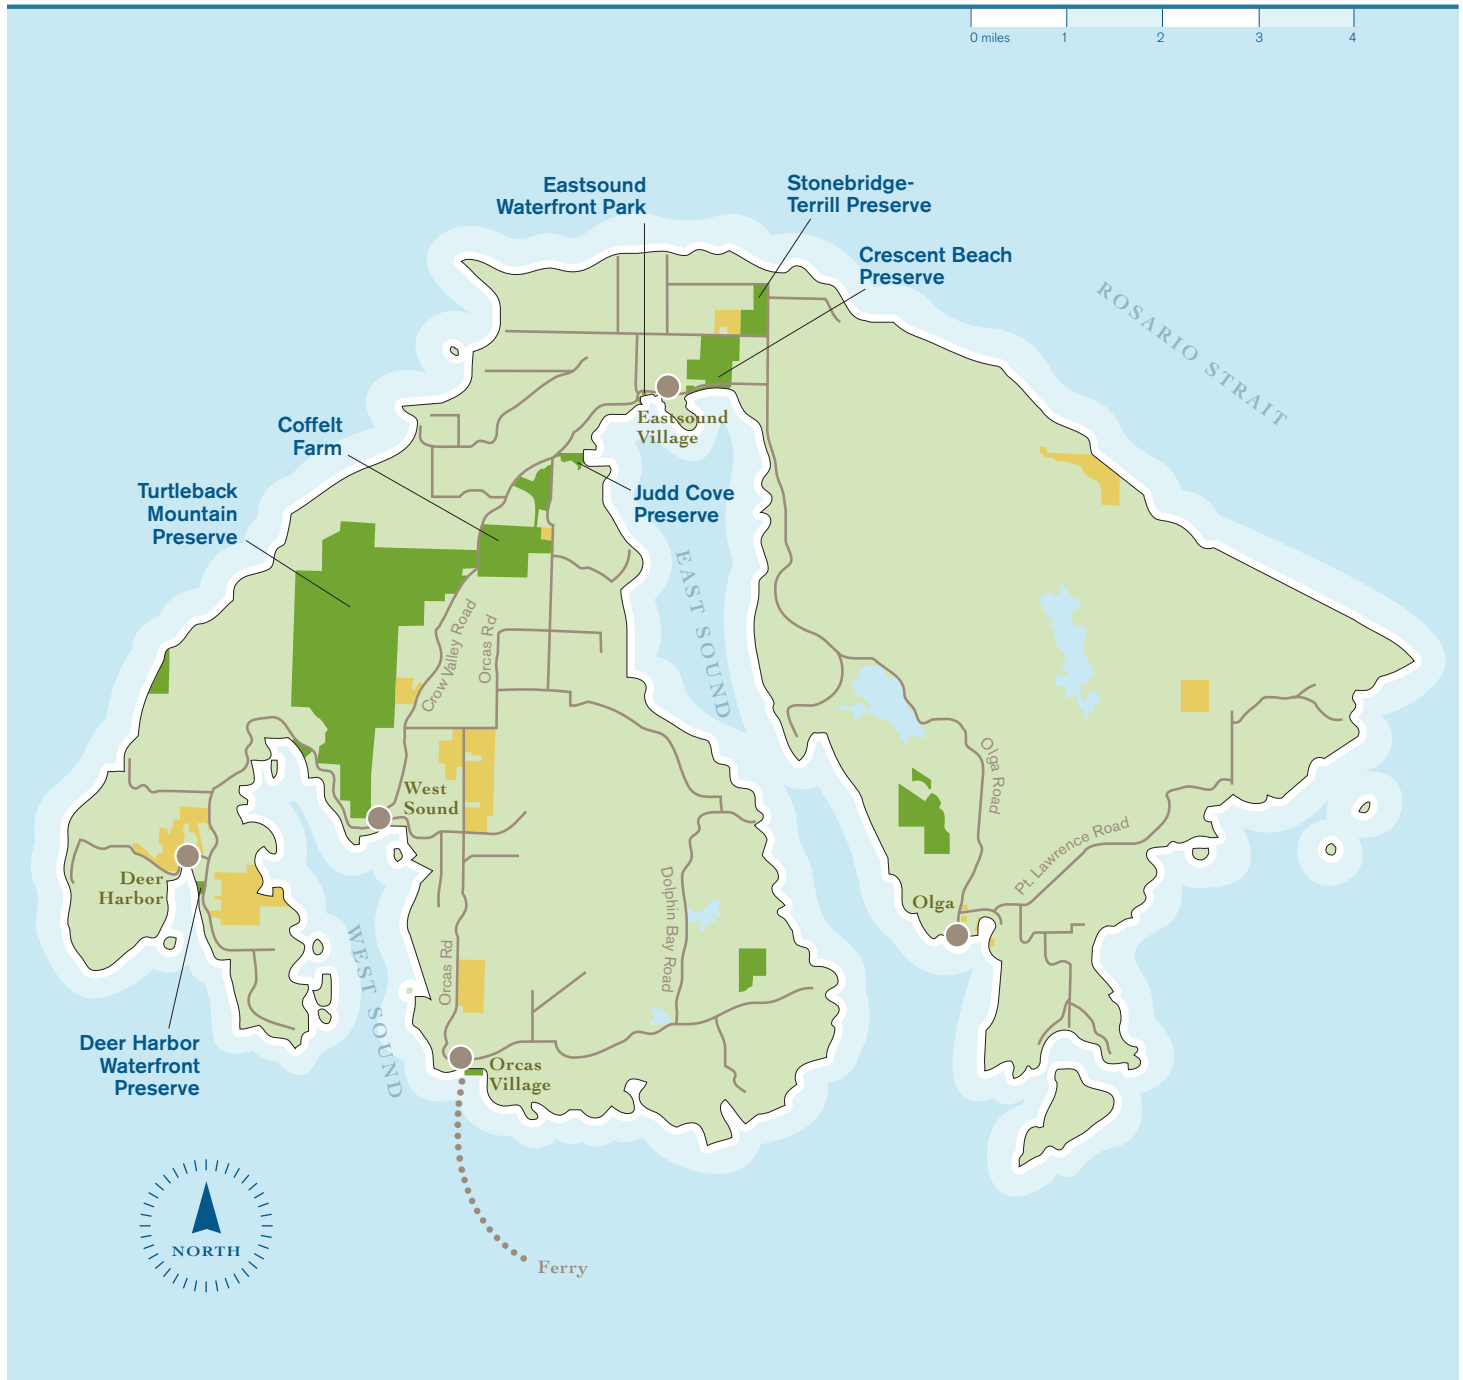 0 miles 1 2 3 4
Eastsound
Waterfront Park
Stonebridge-
Terrill Preserve
Crescent Beach
Preserve
ROSARIO STRAIT
Eastsound
Village
Coffelt
Farm
Turtleback
Mountain
Preserve
Judd Cove
Preserve
EAST SOUND
Crow Valley Road
Orcas Rd
Olga Road
West
Sound
Pt. Lawrence Road
Deer
Harbor
Dolphin Bay Road
Olga
WEST SOUND
Orcas Rd
Deer Harbor
Waterfront
Preserve
Orcas
Village
NORTH
Ferry